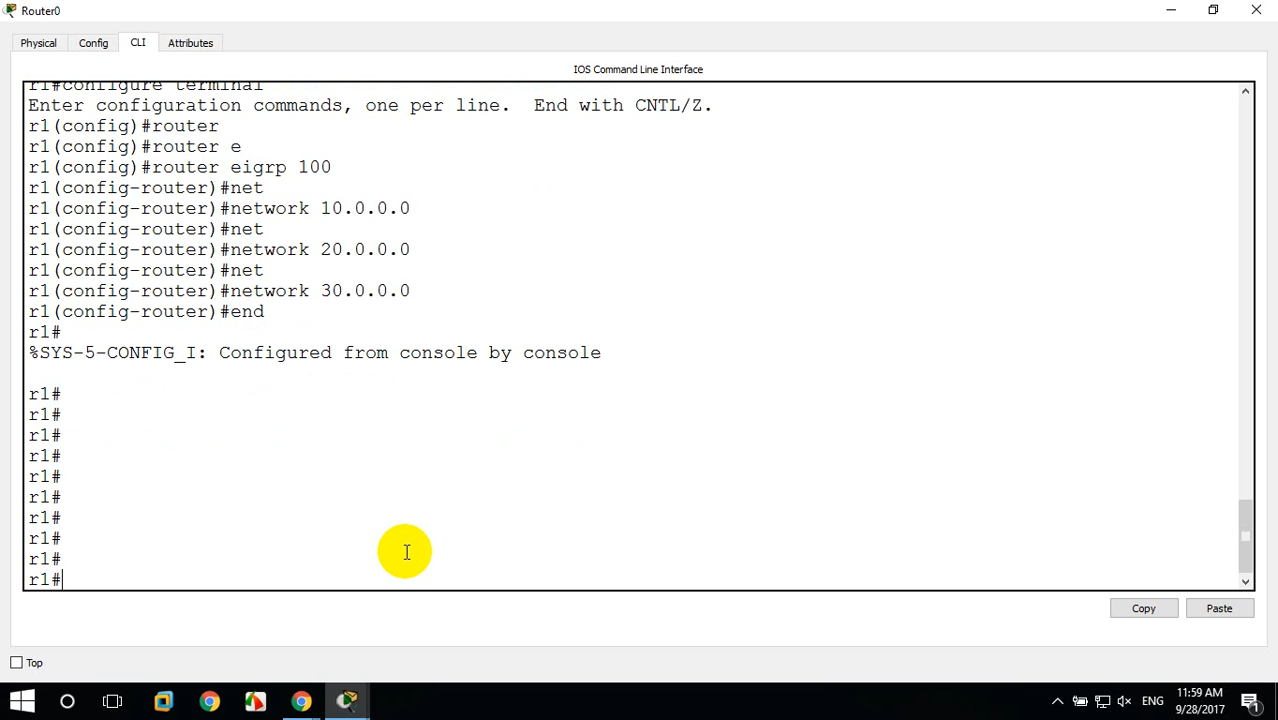 Router0
Physical Config CLI Attributes
IOS Command Line Interface
r1#configure terminal
Enter configuration commands, one per line.  End with CNTL/Z.
r1(config)#router
r1(config)#router e
r1(config)#router eigrp 100
r1(config-router)#net
r1(config-router)#network 10.0.0.0
r1(config-router)#net
r1(config-router)#network 20.0.0.0
r1(config-router)#net
r1(config-router)#network 30.0.0.0
r1(config-router)#end
r1#
%SYS-5-CONFIG_I: Configured from console by console
r1#
r1#
r1#
r1#
r1#
r1#
r1#
r1#
r1#
r1#
Copy Paste
Top
ENG
11:59 AM
9/28/2017
1